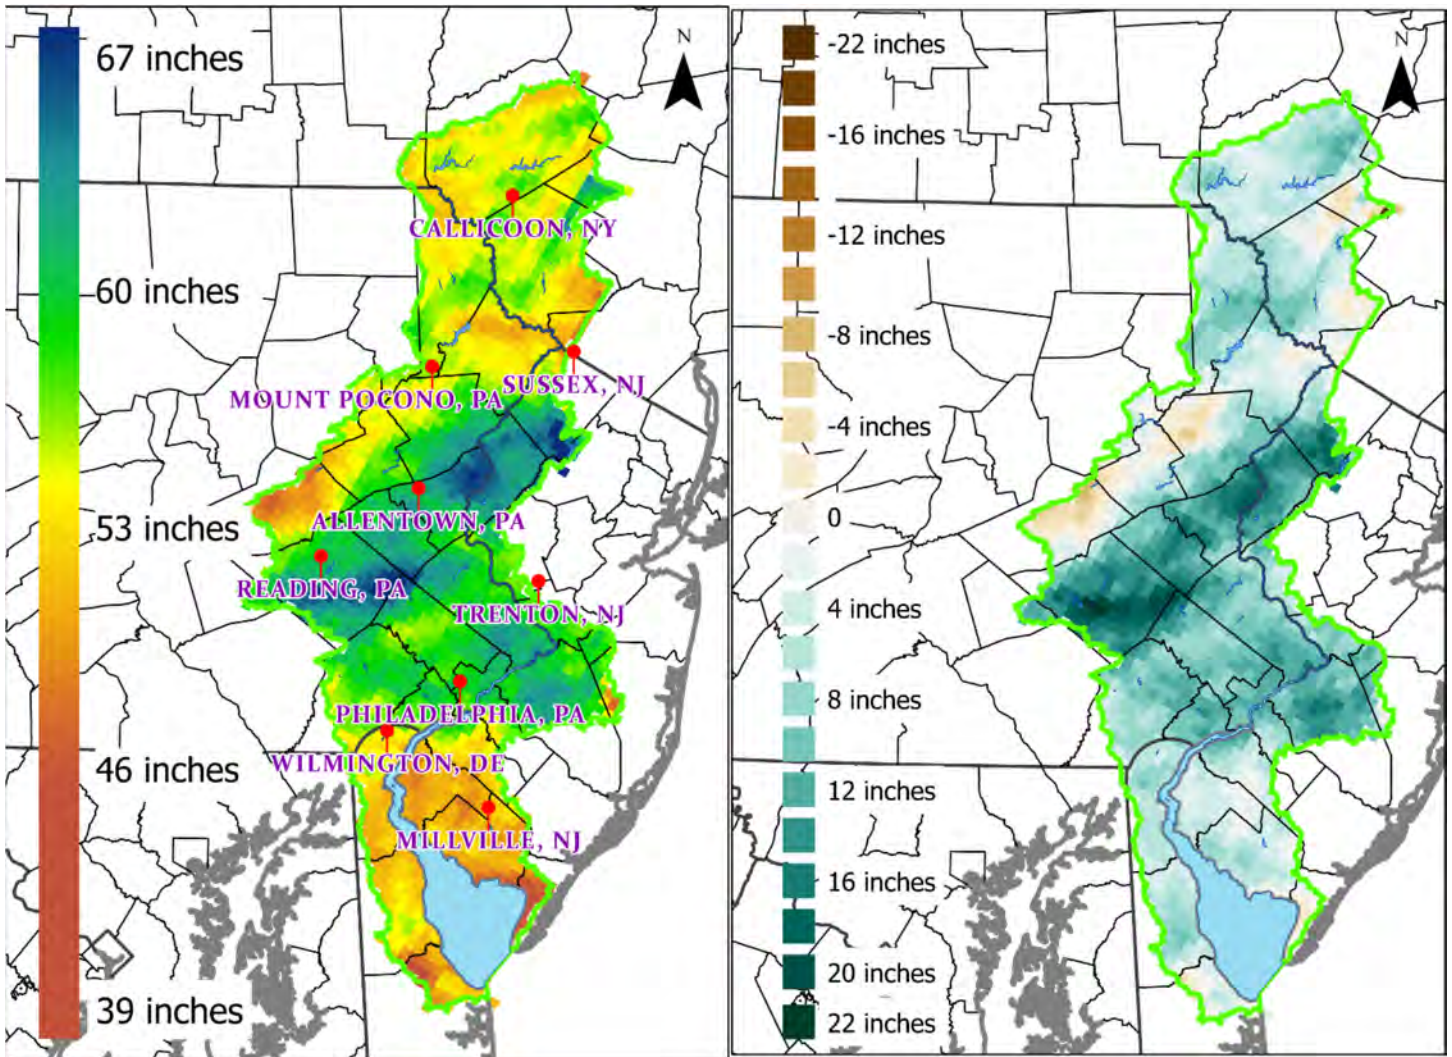 67 inches
60 inches
53 inches
46 inches
39 inches
N
CALLICOON, NY
SUSSEX, NJ
MOUNT POCONO, PA
ALLENTOWN, PA
READING, PA
TRENTON, NJ
PHILADELPHIA, PA
WILMINGTON, DE
MILLVILLE, NJ
N
-22 inches
-16 inches
-12 inches
-8 inches
-4 inches
0
4 inches
8 inches
12 inches
16 inches
20 inches
22 inches